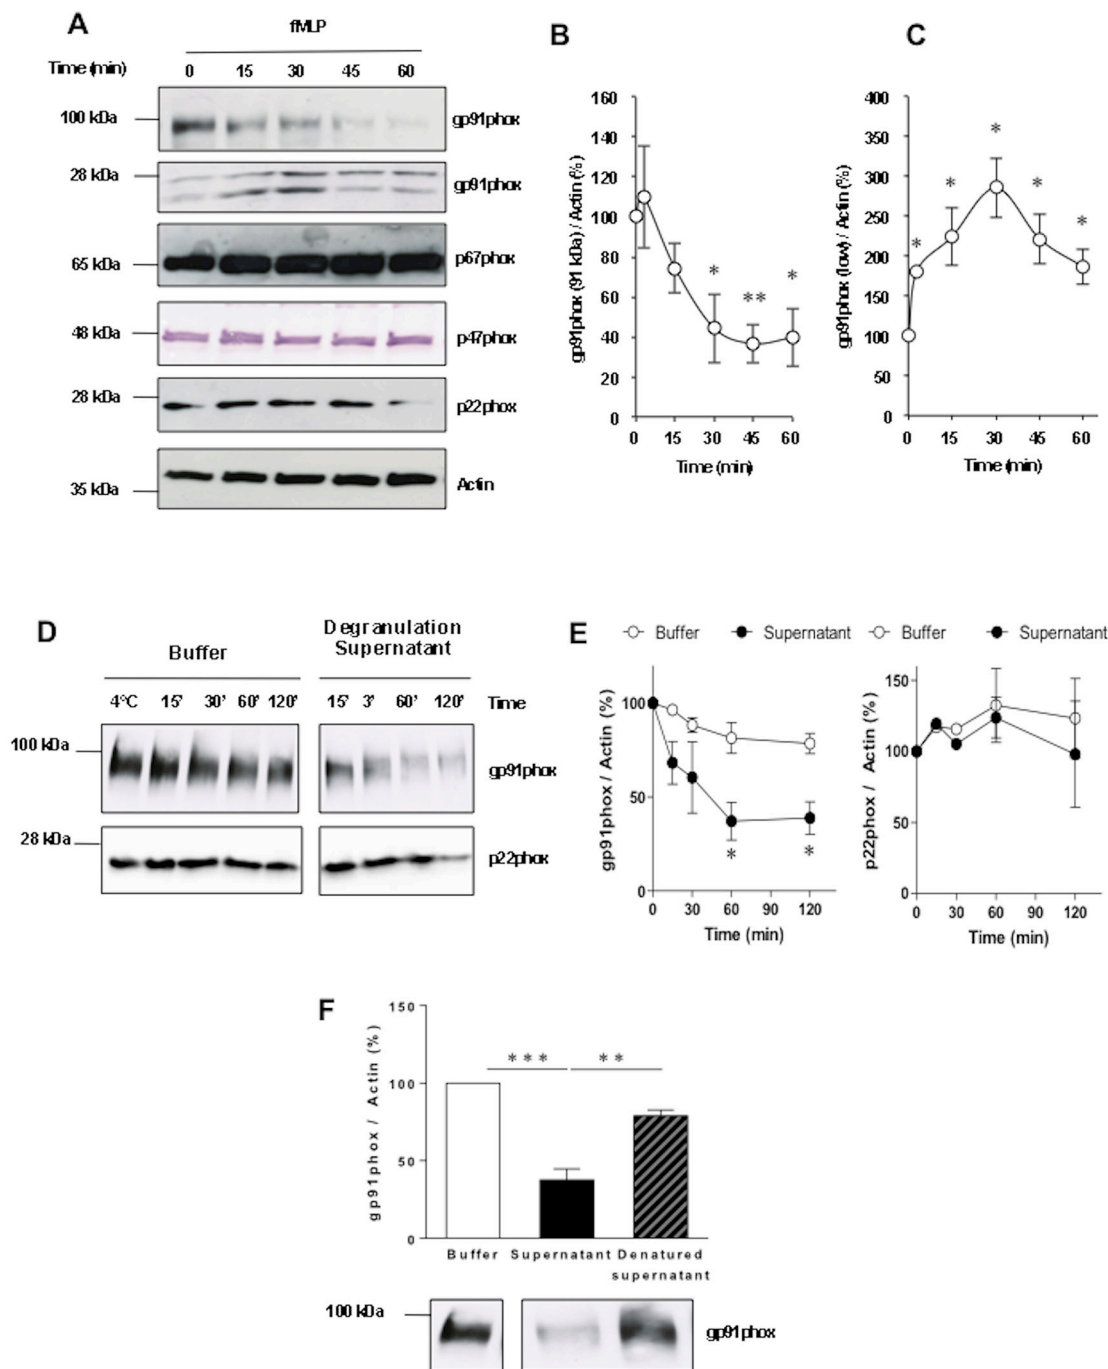 A
fMLP
Time (min) 0 15 30 45 60
100 kDa gp91phox
28 kDa gp91phox
65 kDa p67phox
48 kDa p47phox
28 kDa p22phox
35 kDa Actin
B
gp91phox (91 kDa) / Actin (%)
160
140
120
100
80
60
40
20
0
* ** *
0 15 30 45 60
Time (min)
C
gp91phox (low) / Actin (%)
400
350
300
250
200
150
100
50
0
* * * * *
0 15 30 45 60
Time (min)
D
Buffer
Degranulation
Supernatant
4°C 15' 30' 60' 120' 15' 3' 60' 120' Time
100 kDa gp91phox
28 kDa p22phox
E
Buffer Supernatant Buffer Supernatant
gp91phox / Actin (%)
100
50
0
* *
0 30 60 90 120
Time (min)
p22phox / Actin (%)
150
100
150
0
0 30 60 90 120
Time (min)
F
gp91phox / Actin (%)
150
100
50
0
*** **
Buffer Supernatant Denatured
supernatant
100 kDa gp91phox